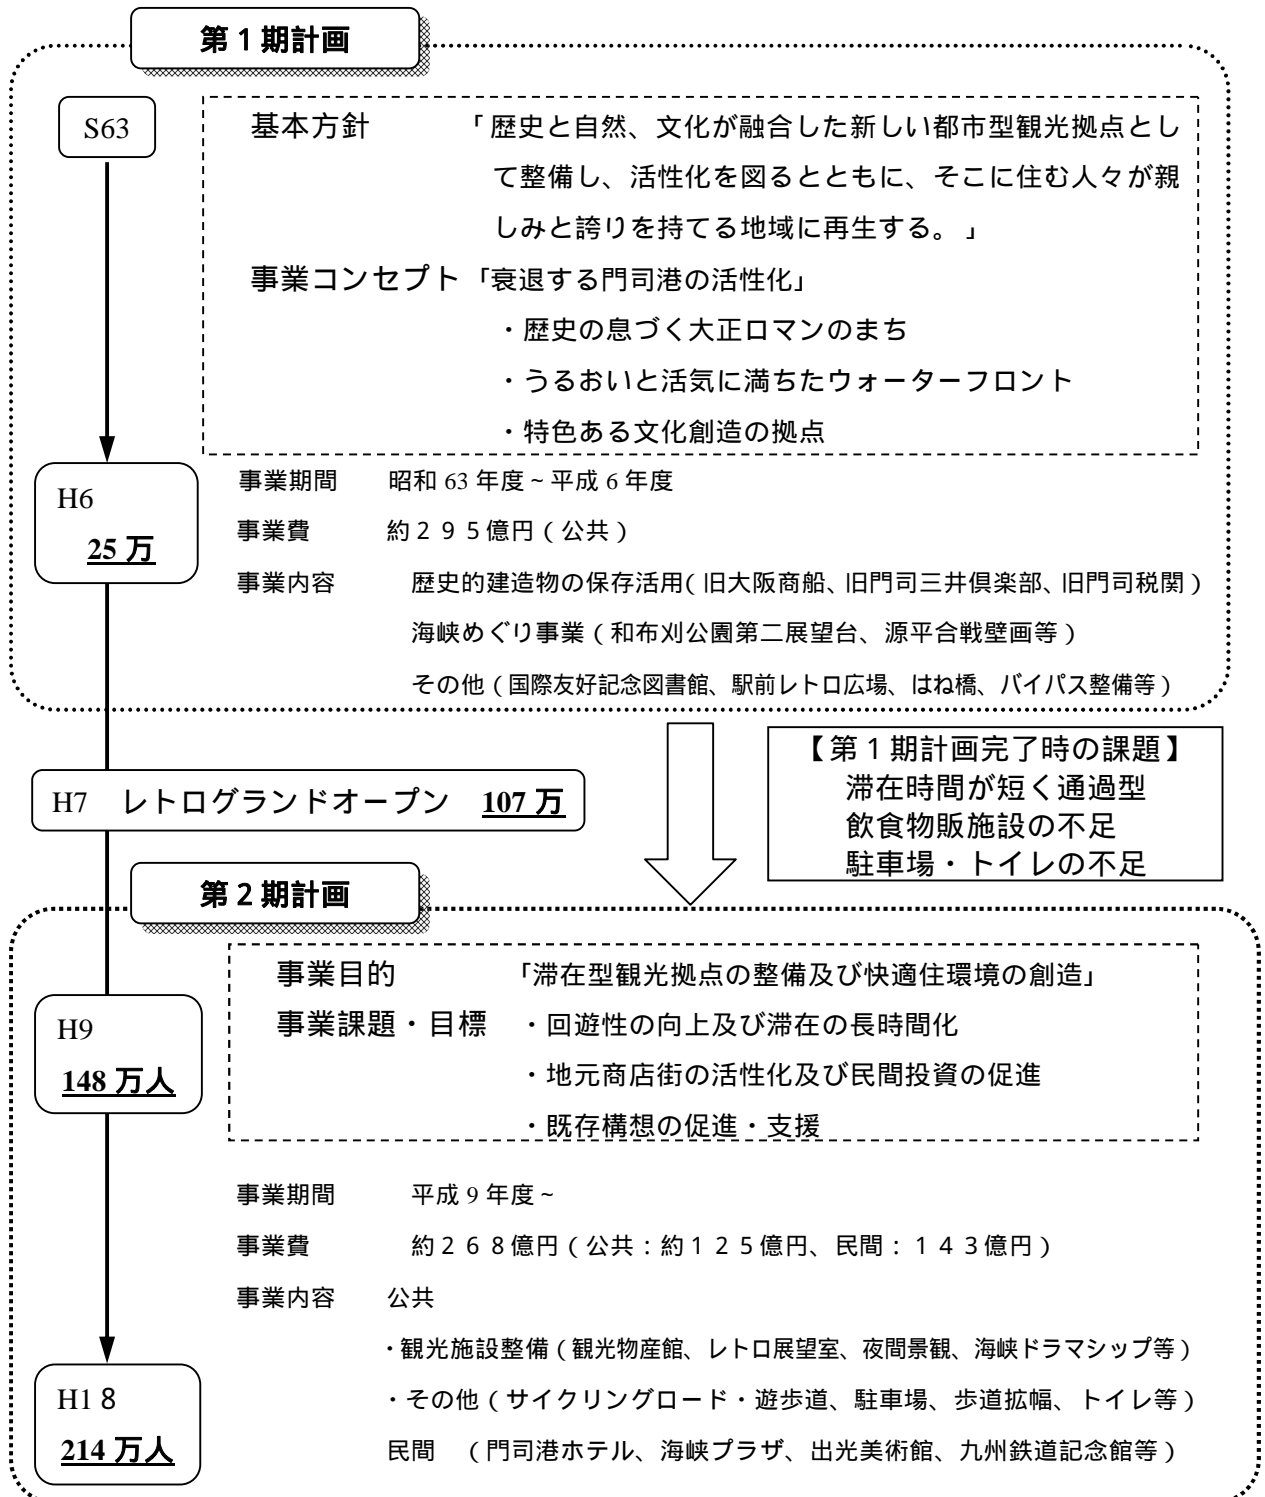 第１期計画
S63
基本方針　「歴史と自然、文化が融合した新しい都市型観光拠点とし
て整備し、活性化を図るとともに、そこに住む人々が親
しみと誇りを持てる地域に再生する。」
事業コンセプト「衰退する門司港の活性化」
・歴史の息づく大正ロマンのまち
・うるおいと活気に満ちたウォーターフロント
・特色ある文化創造の拠点
H6
25 万
事業期間　昭和 63 年度～平成 6 年度
事業費　約２９５億円（公共）
事業内容　歴史的建造物の保存活用（旧大阪商船、旧門司三井倶楽部、旧門司税関）
海峡めぐり事業（和布刈公園第二展望台、源平合戦壁画等）
その他（国際友好記念図書館、駅前レトロ広場、はね橋、バイパス整備等）
【第１期計画完了時の課題】
滞在時間が短く通過型
飲食物販施設の不足
駐車場・トイレの不足
H7　レトログランドオープン　107 万
第２期計画
事業目的　「滞在型観光拠点の整備及び快適住環境の創造」
事業課題・目標　・回遊性の向上及び滞在の長時間化
・地元商店街の活性化及び民間投資の促進
・既存構想の促進・支援
H9
148 万人
事業期間　平成 9 年度～
事業費　約２６８億円（公共：約１２５億円、民間：１４３億円）
事業内容　公共
・観光施設整備（観光物産館、レトロ展望室、夜間景観、海峡ドラマシップ等）
・その他（サイクリングロード・遊歩道、駐車場、歩道拡幅、トイレ等）
民間　（門司港ホテル、海峡プラザ、出光美術館、九州鉄道記念館等）
H1８
214 万人